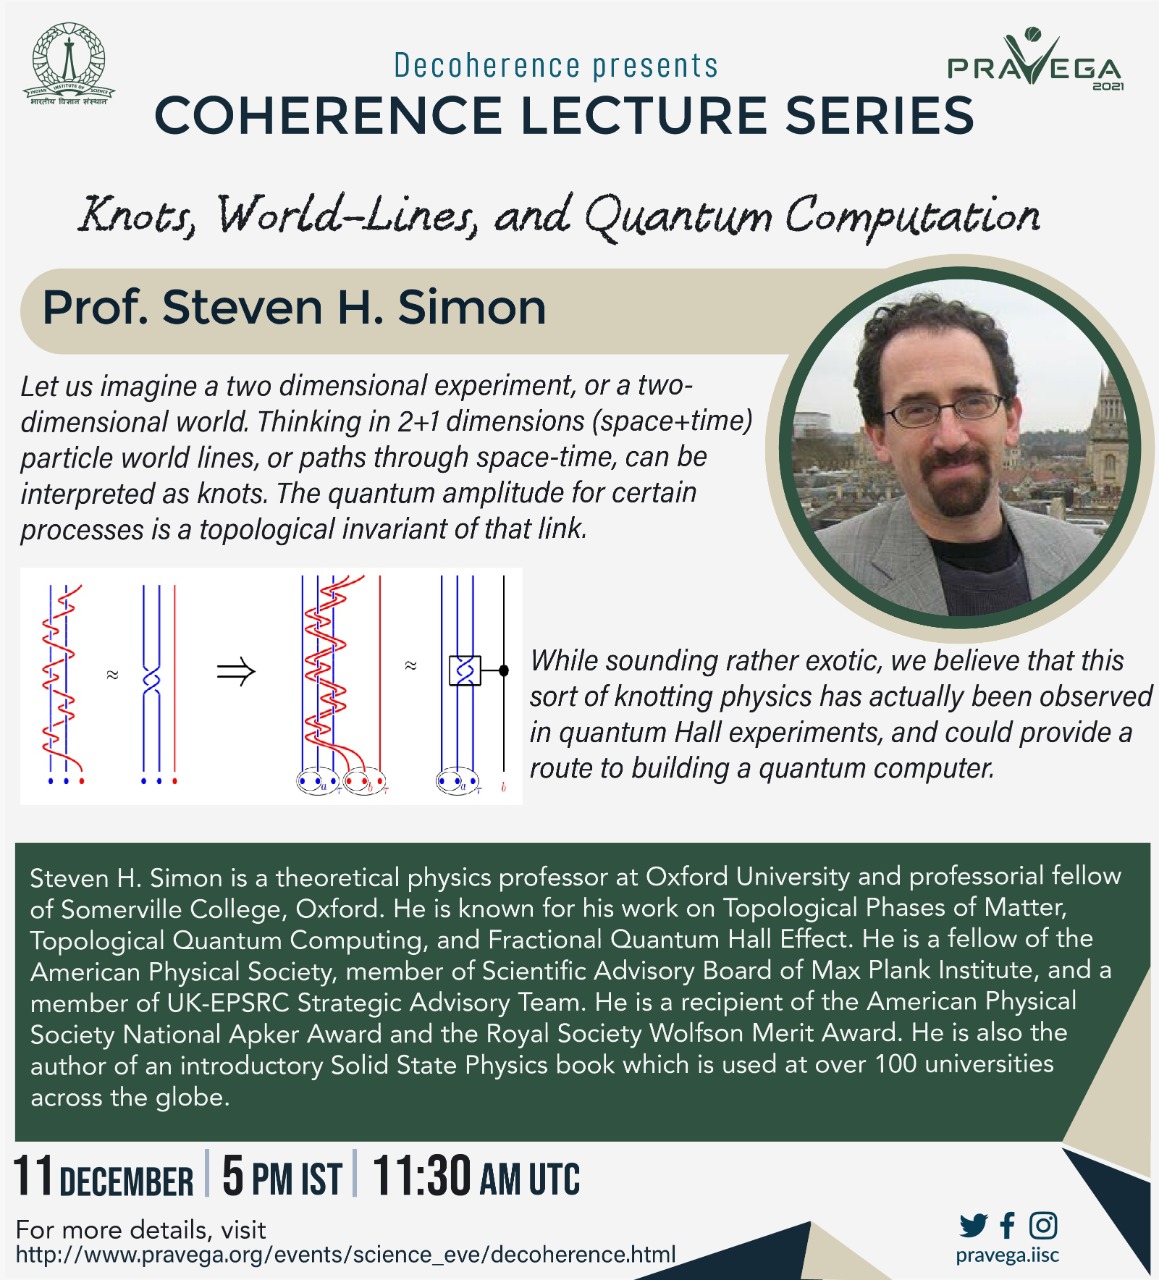 INDIAN INSTITUTE OF SCIENCE
भारतीय विज्ञान संस्थान
Decoherence presents
PRAVEGA
2021
COHERENCE LECTURE SERIES
Knots, World-Lines, and Quantum Computation
Prof. Steven H. Simon
Let us imagine a two dimensional experiment, or a two-
dimensional world. Thinking in 2+1 dimensions (space+time)
particle world lines, or paths through space-time, can be
interpreted as knots. The quantum amplitude for certain
processes is a topological invariant of that link.
≈ ⇒ ≈
a b a b
While sounding rather exotic, we believe that this
sort of knotting physics has actually been observed
in quantum Hall experiments, and could provide a
route to building a quantum computer.
Steven H. Simon is a theoretical physics professor at Oxford University and professorial fellow
of Somerville College, Oxford. He is known for his work on Topological Phases of Matter,
Topological Quantum Computing, and Fractional Quantum Hall Effect. He is a fellow of the
American Physical Society, member of Scientific Advisory Board of Max Plank Institute, and a
member of UK-EPSRC Strategic Advisory Team. He is a recipient of the American Physical
Society National Apker Award and the Royal Society Wolfson Merit Award. He is also the
author of an introductory Solid State Physics book which is used at over 100 universities
across the globe.
11 DECEMBER | 5 PM IST | 11:30 AM UTC
For more details, visit
http://www.pravega.org/events/science_eve/decoherence.html
pravega.iisc